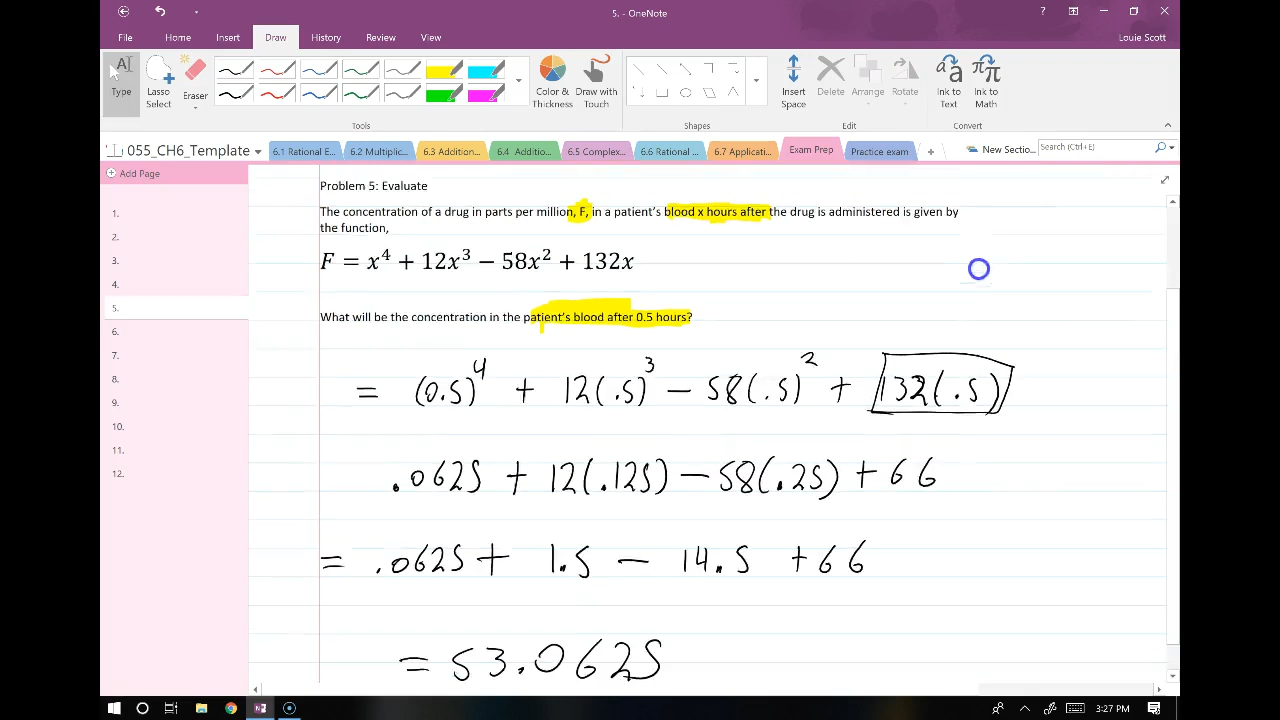 5. - OneNote
File Home Insert Draw History Review View Louie Scott
Type Lasso Select Eraser Color & Thickness Draw with Touch Insert Space Delete Arrange Rotate Ink to Text Ink to Math
Tools Shapes Edit Convert
055_CH6_Template 6.1 Rational E... 6.2 Multiplic... 6.3 Addition... 6.4 Additio... 6.5 Complex... 6.6 Rational ... 6.7 Applicati... Exam Prep Practice exam + New Sectio... Search (Ctrl+E)
Add Page
1.
2.
3.
4.
5.
6.
7.
8.
9.
10.
11.
12.
Problem 5: Evaluate
The concentration of a drug in parts per million, F, in a patient's blood x hours after the drug is administered is given by
the function,
F = x⁴ + 12x³ − 58x² + 132x
What will be the concentration in the patient's blood after 0.5 hours?
= (0.5)⁴ + 12(.5)³ − 58(.5)² + 132(.5)
.0625 + 12(.125) − 58(.25) + 66
= .0625 + 1.5 − 14.5 + 66
= 53.0625
3:27 PM